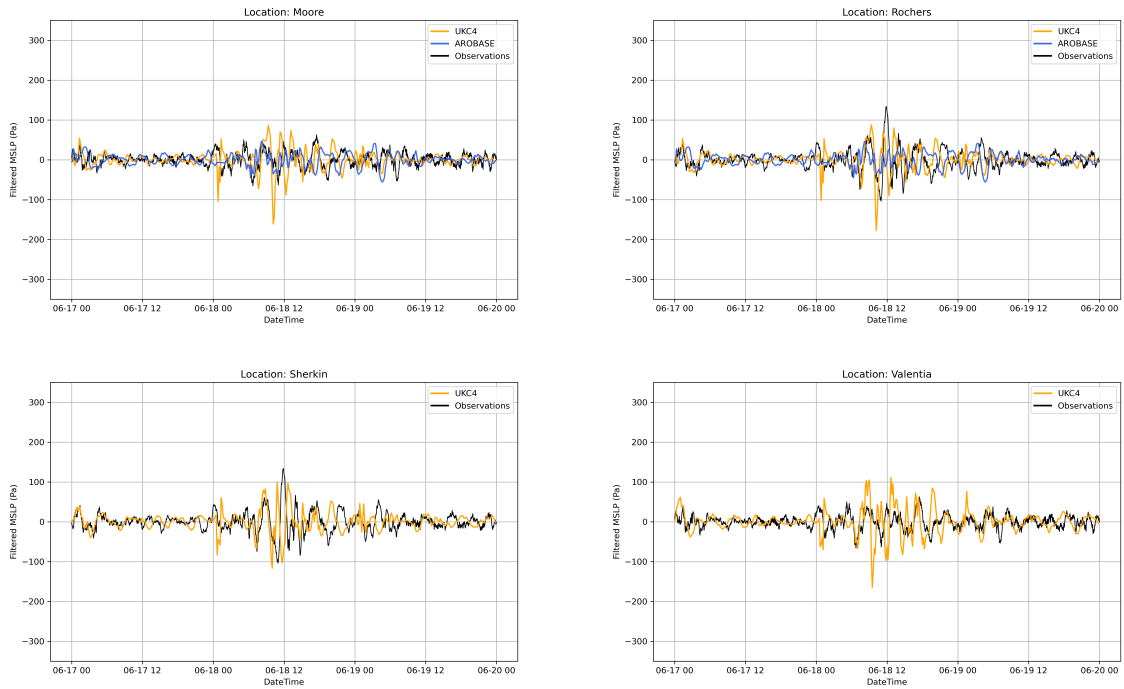 Location: Moore
UKC4
AROBASE
Observations
Filtered MSLP (Pa)
300
200
100
0
−100
−200
−300
06-17 00 06-17 12 06-18 00 06-18 12 06-19 00 06-19 12 06-20 00
DateTime
Location: Rochers
UKC4
AROBASE
Observations
Filtered MSLP (Pa)
300
200
100
0
−100
−200
−300
06-17 00 06-17 12 06-18 00 06-18 12 06-19 00 06-19 12 06-20 00
DateTime
Location: Sherkin
UKC4
Observations
Filtered MSLP (Pa)
300
200
100
0
−100
−200
−300
06-17 00 06-17 12 06-18 00 06-18 12 06-19 00 06-19 12 06-20 00
DateTime
Location: Valentia
UKC4
Observations
Filtered MSLP (Pa)
300
200
100
0
−100
−200
−300
06-17 00 06-17 12 06-18 00 06-18 12 06-19 00 06-19 12 06-20 00
DateTime